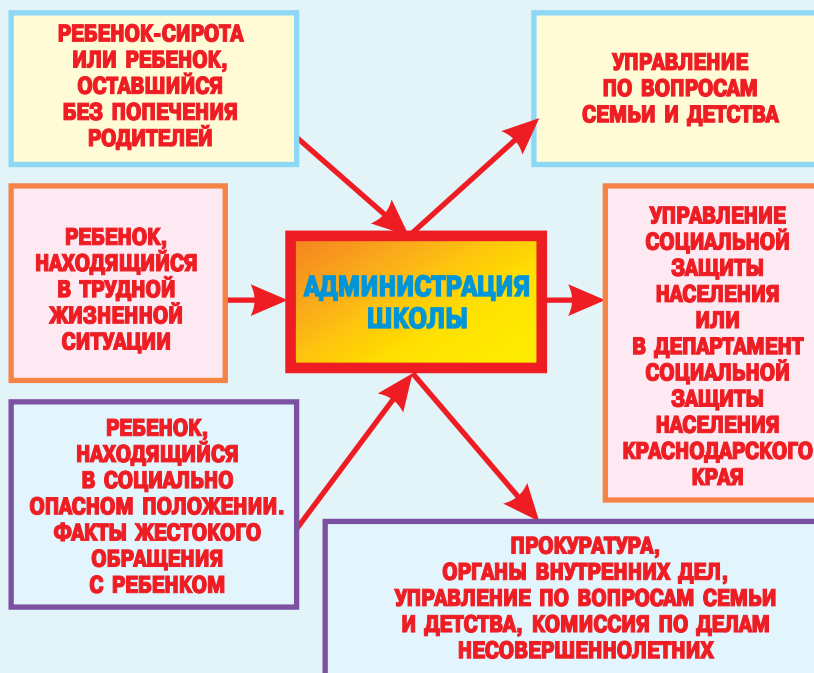 РЕБЕНОК-СИРОТА
ИЛИ РЕБЕНОК,
ОСТАВШИЙСЯ
БЕЗ ПОПЕЧЕНИЯ
РОДИТЕЛЕЙ
УПРАВЛЕНИЕ
ПО ВОПРОСАМ
СЕМЬИ И ДЕТСТВА
РЕБЕНОК,
НАХОДЯЩИЙСЯ
В ТРУДНОЙ
ЖИЗНЕННОЙ
СИТУАЦИИ
АДМИНИСТРАЦИЯ
ШКОЛЫ
УПРАВЛЕНИЕ
СОЦИАЛЬНОЙ
ЗАЩИТЫ
НАСЕЛЕНИЯ
ИЛИ
В ДЕПАРТАМЕНТ
СОЦИАЛЬНОЙ
ЗАЩИТЫ
НАСЕЛЕНИЯ
КРАСНОДАРСКОГО
КРАЯ
РЕБЕНОК,
НАХОДЯЩИЙСЯ
В СОЦИАЛЬНО
ОПАСНОМ ПОЛОЖЕНИИ.
ФАКТЫ ЖЕСТОКОГО
ОБРАЩЕНИЯ
С РЕБЕНКОМ
ПРОКУРАТУРА,
ОРГАНЫ ВНУТРЕННИХ ДЕЛ,
УПРАВЛЕНИЕ ПО ВОПРОСАМ СЕМЬИ
И ДЕТСТВА, КОМИССИЯ ПО ДЕЛАМ
НЕСОВЕРШЕННОЛЕТНИХ